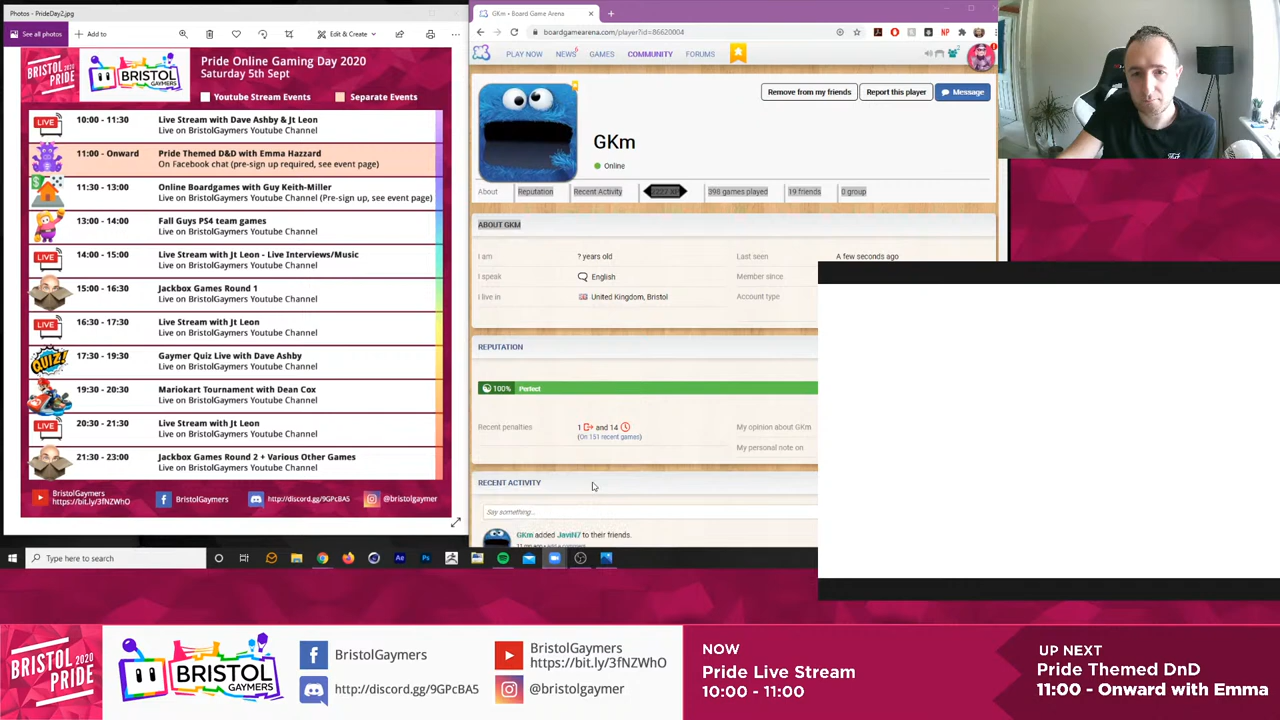 Photos - PrideDay2.jpg
See all photos
Add to
Edit & Create
BRISTOL
PRIDE
2020
BRISTOL
GAYMERS
Pride Online Gaming Day 2020
Saturday 5th Sept
Youtube Stream Events
Separate Events
LIVE
10:00 - 11:30
Live Stream with Dave Ashby & Jt Leon
Live on BristolGaymers Youtube Channel
11:00 - Onward
Pride Themed D&D with Emma Hazzard
On Facebook chat (pre-sign up required, see event page)
11:30 - 13:00
Online Boardgames with Guy Keith-Miller
Live on BristolGaymers Youtube Channel (Pre-sign up, see event page)
13:00 - 14:00
Fall Guys PS4 team games
Live on BristolGaymers Youtube Channel
LIVE
14:00 - 15:00
Live Stream with Jt Leon - Live Interviews/Music
Live on BristolGaymers Youtube Channel
15:00 - 16:30
Jackbox Games Round 1
Live on BristolGaymers Youtube Channel
LIVE
16:30 - 17:30
Live Stream with Jt Leon
Live on BristolGaymers Youtube Channel
QUIZ!
17:30 - 19:30
Gaymer Quiz Live with Dave Ashby
Live on BristolGaymers Youtube Channel
19:30 - 20:30
Mariokart Tournament with Dean Cox
Live on BristolGaymers Youtube Channel
LIVE
20:30 - 21:30
Live Stream with Jt Leon
Live on BristolGaymers Youtube Channel
21:30 - 23:00
Jackbox Games Round 2 + Various Other Games
Live on BristolGaymers Youtube Channel
BristolGaymers
https://bit.ly/3fNZWhO
BristolGaymers
http://discord.gg/9GPcBA5
@bristolgaymer
Type here to search
GKm • Board Game Arena
boardgamearena.com/player?id=86620004
PLAY NOW
NEWS
GAMES
COMMUNITY
FORUMS
GKm
Online
Remove from my friends
Report this player
Message
About
Reputation
Recent Activity
398 games played
19 friends
0 group
ABOUT GKM
I am
? years old
Last seen
A few seconds ago
I speak
English
Member since
I live in
United Kingdom, Bristol
Account type
REPUTATION
100%
Perfect
Recent penalties
1 and 14
(On 151 recent games)
My opinion about GKm
My personal note on
RECENT ACTIVITY
Say something...
GKm added JaviN7 to their friends.
BRISTOL
PRIDE
2020
BRISTOL
GAYMERS
BristolGaymers
http://discord.gg/9GPcBA5
BristolGaymers
https://bit.ly/3fNZWhO
@bristolgaymer
NOW
Pride Live Stream
10:00 - 11:00
UP NEXT
Pride Themed DnD
11:00 - Onward with Emma